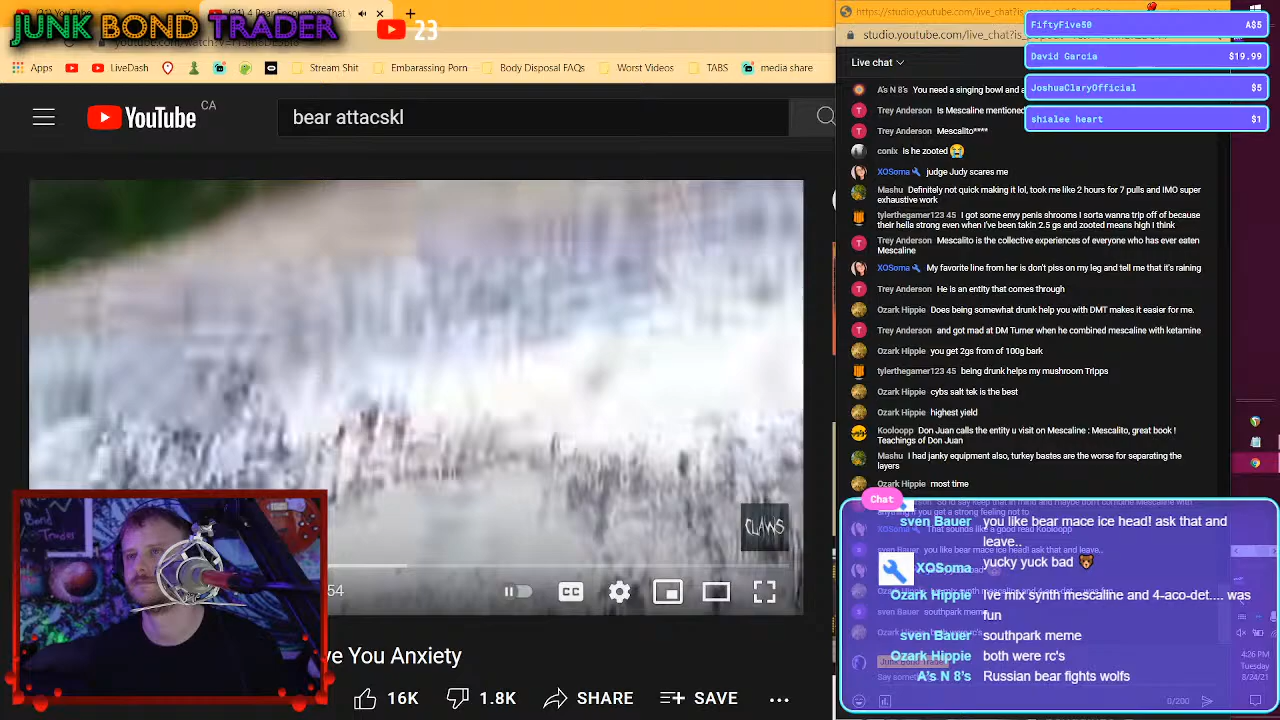 JUNK BOND TRADER
23
4 Bear Encounters That
Apps
LiveDash
Embarrassing Porn
Rocket
Reddit Best Videos
TABS
media share
YouTube CA
bear attacskl
CLAWS
ve You Anxiety
SHARE
SAVE
studio.youtube.com/live_chat?is_
Live chat
FiftyFive50 A$5
David Garcia $19.99
JoshuaClaryOfficial $5
shialee heart $1
A's N 8's You need a singing bowl and a
Trey Anderson Is Mescaline mentioned
Trey Anderson Mescalito****
conix Is he zooted 😭
XOSoma judge Judy scares me
Mashu Definitely not quick making it lol, took me like 2 hours for 7 pulls and IMO super
exhaustive work
tylerthegamer123 45 I got some envy penis shrooms I sorta wanna trip off of because
their hella strong even when I've been takin 2.5 gs and zooted means high I think
Trey Anderson Mescalito is the collective experiences of everyone who has ever eaten
Mescaline
XOSoma My favorite line from her is don't piss on my leg and tell me that it's raining
Trey Anderson He is an entity that comes through
Ozark Hippie Does being somewhat drunk help you with DMT makes it easier for me.
Trey Anderson and got mad at DM Turner when he combined mescaline with ketamine
Ozark Hippie you get 2gs from of 100g bark
tylerthegamer123 45 being drunk helps my mushroom Tripps
Ozark Hippie cybs salt tek is the best
Ozark Hippie highest yield
Kooloopp Don Juan calls the entity u visit on Mescaline : Mescalito, great book !
Teachings of Don Juan
Mashu I had janky equipment also, turkey bastes are the worse for separating the
layers
Ozark Hippie most time
Chat
sven Bauer you like bear mace ice head! ask that and
leave..
XOSoma yucky yuck bad 🐻
Ozark Hippie Ive mix synth mescaline and 4-aco-det.... was
fun
sven Bauer southpark meme
Ozark Hippie both were rc's
A's N 8's Russian bear fights wolfs
0/200
4:26 PM
Tuesday
8/24/21